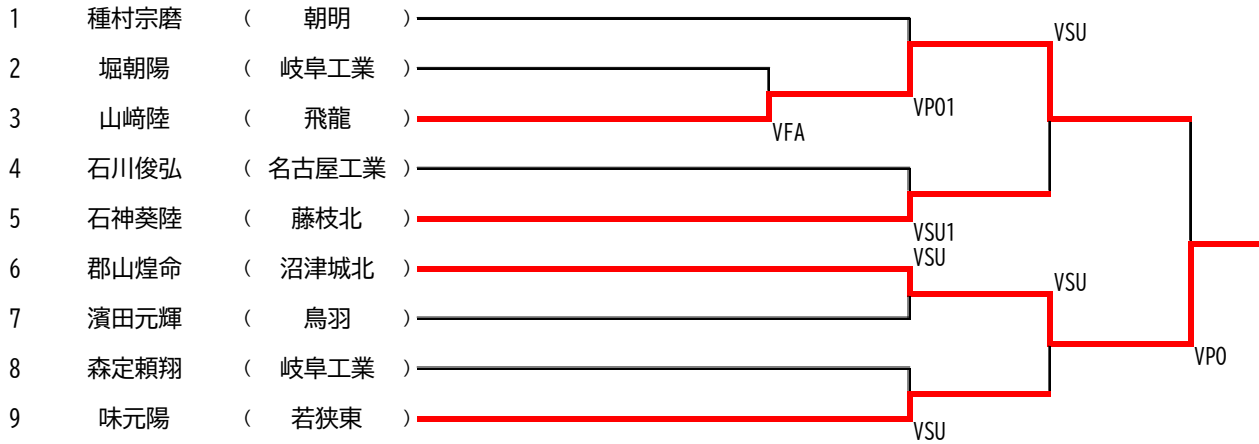 1 種村宗磨 ( 朝明 )
VSU
2 堀朝陽 ( 岐阜工業 )
VPO1
3 山﨑陸 ( 飛龍 )
VFA
4 石川俊弘 ( 名古屋工業 )
5 石神葵陸 ( 藤枝北 )
VSU1
VSU
6 郡山煌命 ( 沼津城北 )
VSU
7 濱田元輝 ( 鳥羽 )
VPO
8 森定頼翔 ( 岐阜工業 )
9 味元陽 ( 若狭東 )
VSU